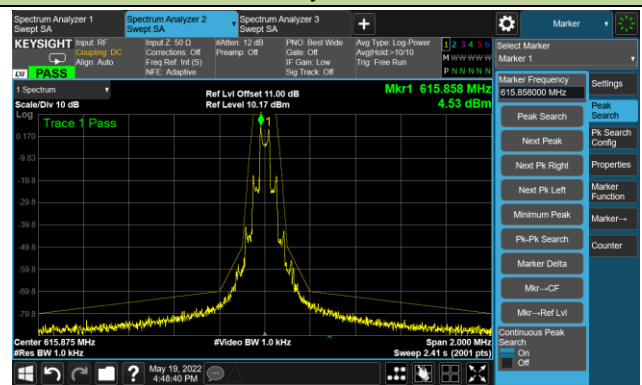 Spectrum Analyzer 1
Swept SA
Spectrum Analyzer 2
Swept SA
Spectrum Analyzer 3
Swept SA
+
Marker
KEYSIGHT
Input: RF
Coupling: DC
Align: Auto
Input Z: 50 Ω
Corrections: Off
Freq Ref: Int (S)
NFE: Adaptive
#Atten: 12 dB
Preamp: Off
PNO: Best Wide
Gate: Off
IF Gain: Low
Sig Track: Off
Avg Type: Log-Power
Avg|Hold:>10/10
Trig: Free Run
1 2 3 4 5 6
M W W W W W
P N N N N N
LXI
PASS
Select Marker
Marker 1
1 Spectrum
Scale/Div 10 dB
Log
Ref Lvl Offset 11.00 dB
Ref Level 10.17 dBm
Mkr1 615.858 MHz
4.53 dBm
Trace 1 Pass
1
0.170
-9.83
-19.8
-29.8
-39.8
-49.8
-59.8
-69.8
-79.8
Center 615.875 MHz
#Res BW 1.0 kHz
#Video BW 1.0 kHz
Span 2.000 MHz
Sweep 2.41 s (2001 pts)
Marker Frequency
615.858000 MHz
Peak Search
Next Peak
Next Pk Right
Next Pk Left
Minimum Peak
Pk-Pk Search
Marker Delta
Mkr→CF
Mkr→Ref Lvl
Continuous Peak
Search
On
Off
Settings
Peak
Search
Pk Search
Config
Properties
Marker
Function
Marker→
Counter
?
May 19, 2022
4:48:40 PM